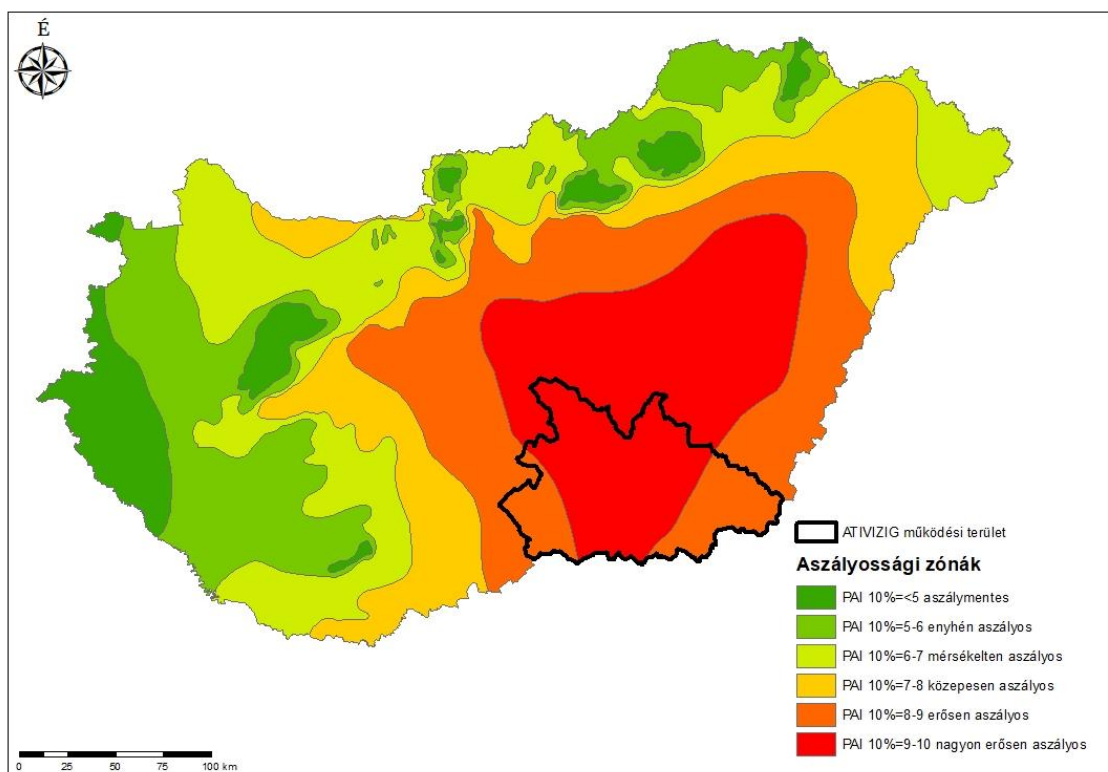 É
ATIVIZIG működési terület
Aszályossági zónák
PAI 10%=<5 aszálymentes
PAI 10%=5-6 enyhén aszályos
PAI 10%=6-7 mérsékelten aszályos
PAI 10%=7-8 közepesen aszályos
PAI 10%=8-9 erősen aszályos
PAI 10%=9-10 nagyon erősen aszályos
0 25 50 75 100 km